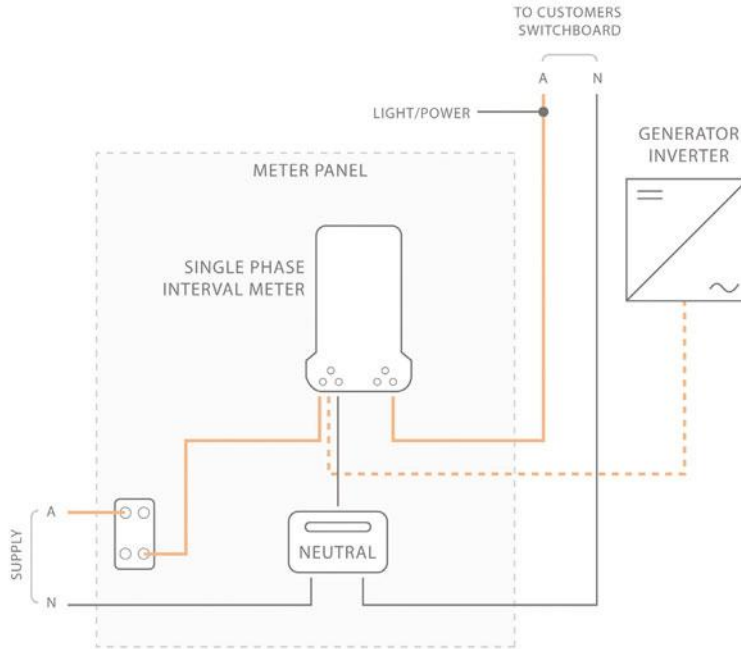 TO CUSTOMERS
SWITCHBOARD
A
N
LIGHT/POWER
GENERATOR
INVERTER
METER PANEL
SINGLE PHASE
INTERVAL METER
A
SUPPLY
NEUTRAL
N